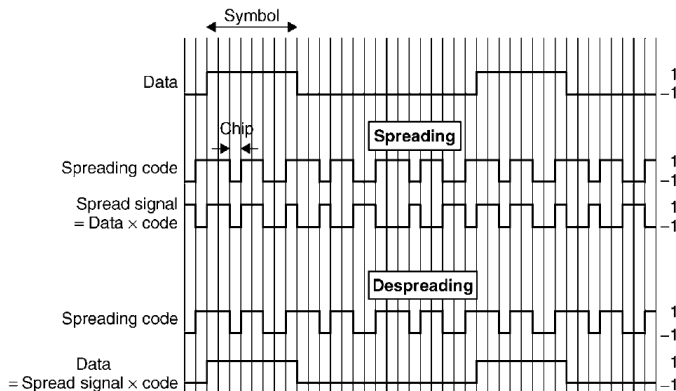 Symbol
Data
1
−1
Chip
Spreading
Spreading code
1
−1
Spread signal
= Data × code
1
−1
Despreading
Spreading code
1
−1
Data
= Spread signal × code
1
−1